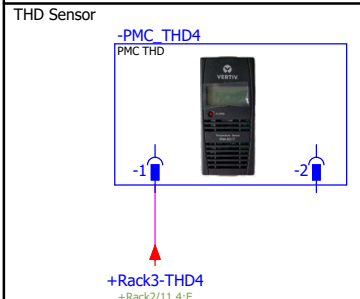 THD Sensor
-PMC_THD4
PMC THD
VERTIV.
-1
-2
+Rack3-THD4
+Rack2/11.4:F